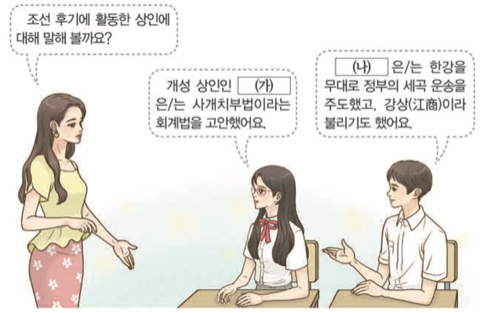 조선 후기에 활동한 상인에
대해 말해 볼까요?
개성 상인인 (가)
은/는 사개치부법이라는
회계법을 고안했어요.
(나) 은/는 한강을
무대로 정부의 세곡 운송을
주도했고, 강상(江商)이라
불리기도 했어요.